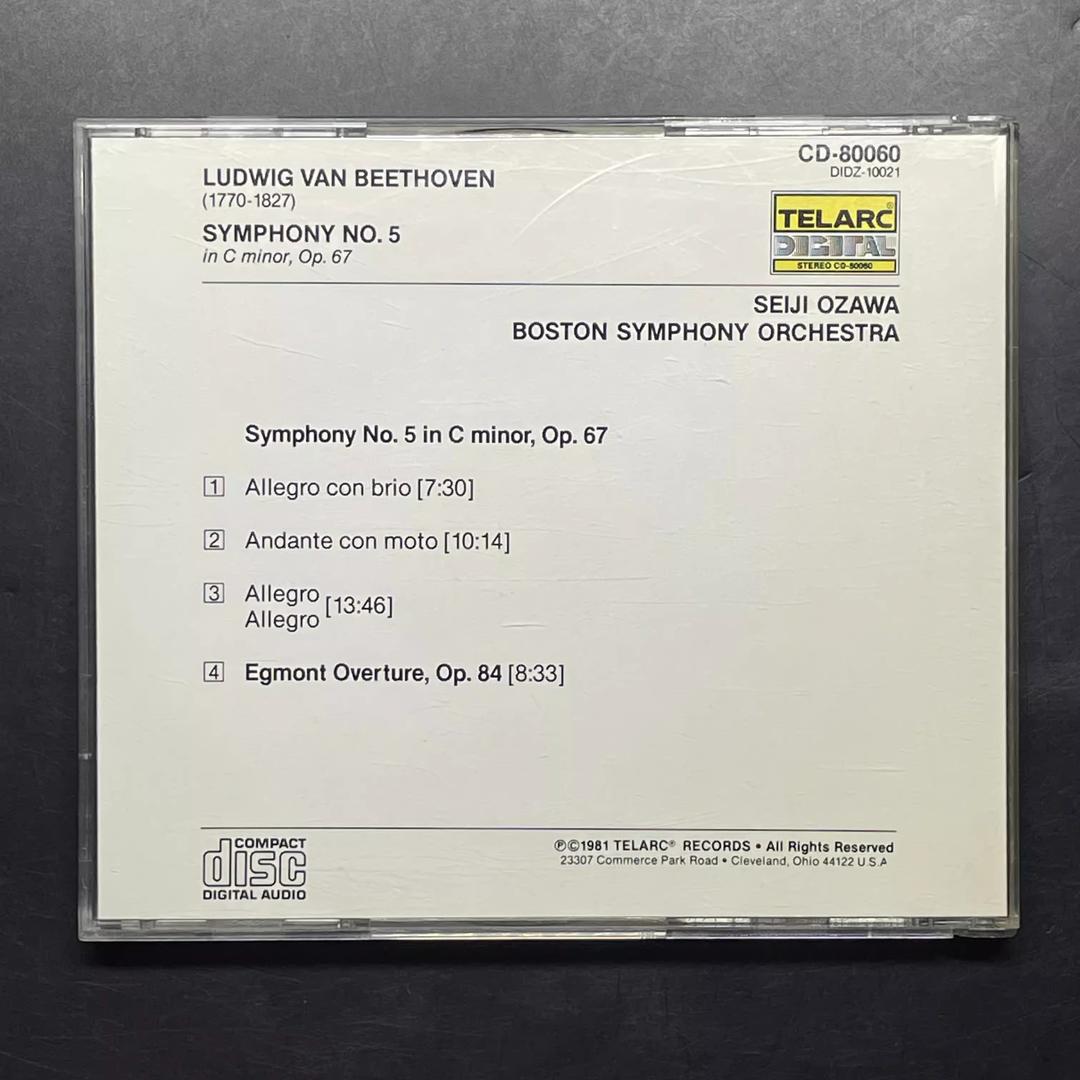 LUDWIG VAN BEETHOVEN
(1770-1827)
SYMPHONY NO. 5
in C minor, Op. 67
CD-80060
DIDZ-10021
TELARC®
DIGITAL
STEREO CD-80060
SEIJI OZAWA
BOSTON SYMPHONY ORCHESTRA
Symphony No. 5 in C minor, Op. 67
1 Allegro con brio [7:30]
2 Andante con moto [10:14]
3 Allegro
Allegro [13:46]
4 Egmont Overture, Op. 84 [8:33]
COMPACT
disc
DIGITAL AUDIO
℗©1981 TELARC® RECORDS • All Rights Reserved
23307 Commerce Park Road • Cleveland, Ohio 44122 U.S.A